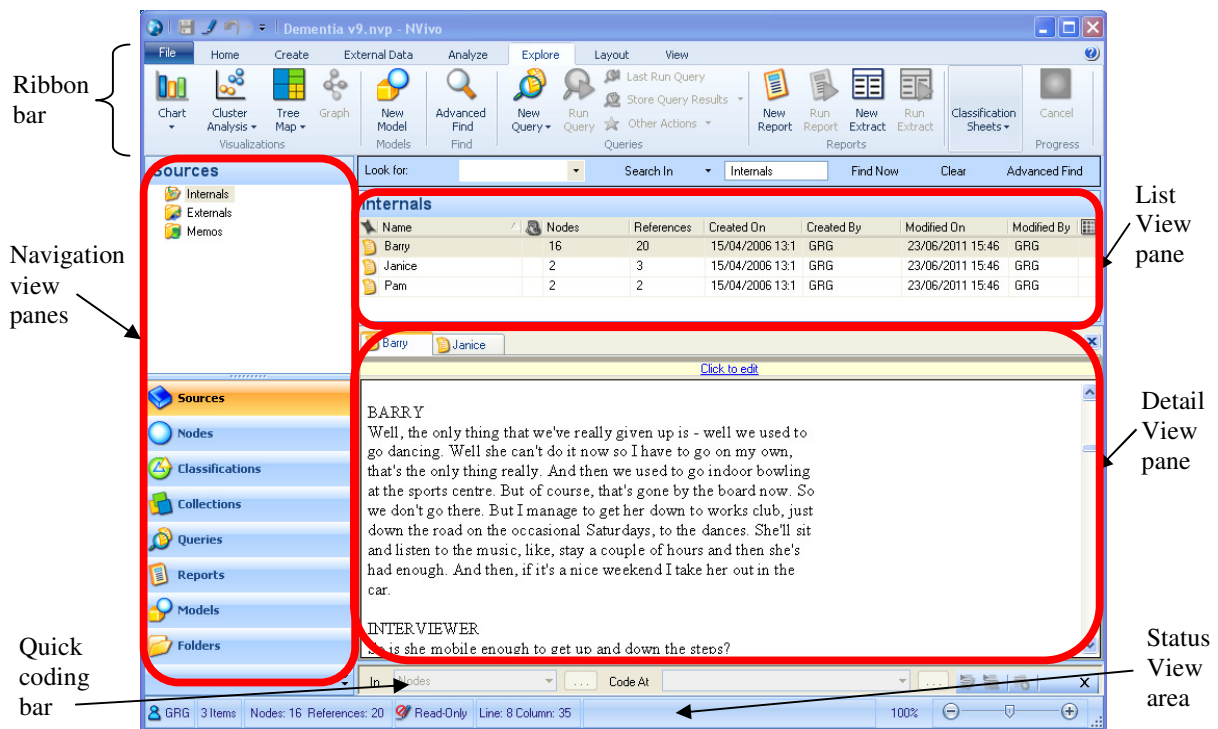 Dementia v9.nvp - NVivo
File Home Create External Data Analyze Explore Layout View
Ribbon
bar
Chart
Cluster
Analysis
Tree
Map
Graph
Visualizations
New
Model
Models
Advanced
Find
Find
New
Query
Run
Query
Last Run Query
Store Query Results
Other Actions
Queries
New
Report
Run
Report
New
Extract
Run
Extract
Reports
Classification
Sheets
Cancel
Progress
Sources
Internals
Externals
Memos
Look for: Search In Internals Find Now Clear Advanced Find
Internals
Name Nodes References Created On Created By Modified On Modified By
Barry 16 20 15/04/2006 13:1 GRG 23/06/2011 15:46 GRG
Janice 2 3 15/04/2006 13:1 GRG 23/06/2011 15:46 GRG
Pam 2 2 15/04/2006 13:1 GRG 23/06/2011 15:46 GRG
List
View
pane
Navigation
view
panes
Barry Janice
Click to edit
BARRY
Well, the only thing that we've really given up is - well we used to
go dancing. Well she can't do it now so I have to go on my own,
that's the only thing really. And then we used to go indoor bowling
at the sports centre. But of course, that's gone by the board now. So
we don't go there. But I manage to get her down to works club, just
down the road on the occasional Saturdays, to the dances. She'll sit
and listen to the music, like, stay a couple of hours and then she's
had enough. And then, if it's a nice weekend I take her out in the
car.
INTERVIEWER
So is she mobile enough to get up and down the steps?
Detail
View
pane
Sources
Nodes
Classifications
Collections
Queries
Reports
Models
Folders
Quick
coding
bar
In Nodes ... Code At ... X
Status
View
area
GRG 3 Items Nodes: 16 References: 20 Read-Only Line: 8 Column: 35 100%